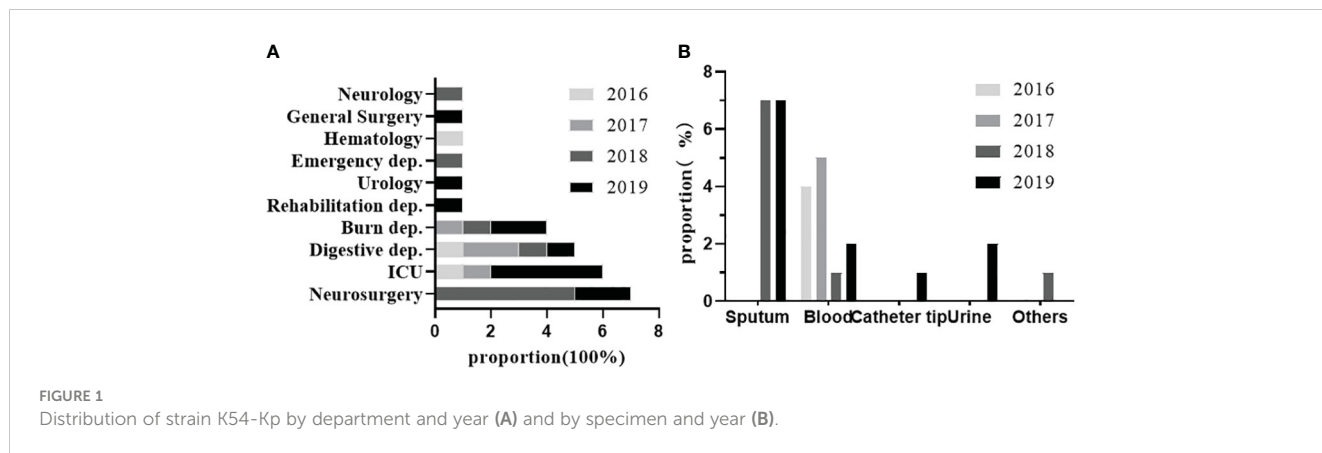 A
Neurology
General Surgery
Hematology
Emergency dep.
Urology
Rehabilitation dep.
Burn dep.
Digestive dep.
ICU
Neurosurgery
0 2 4 6 8
proportion(100%)
2016
2017
2018
2019
B
proportion( %)
8
6
4
2
0
Sputum Blood Catheter tip Urine Others
2016
2017
2018
2019
FIGURE 1
Distribution of strain K54-Kp by department and year (A) and by specimen and year (B).